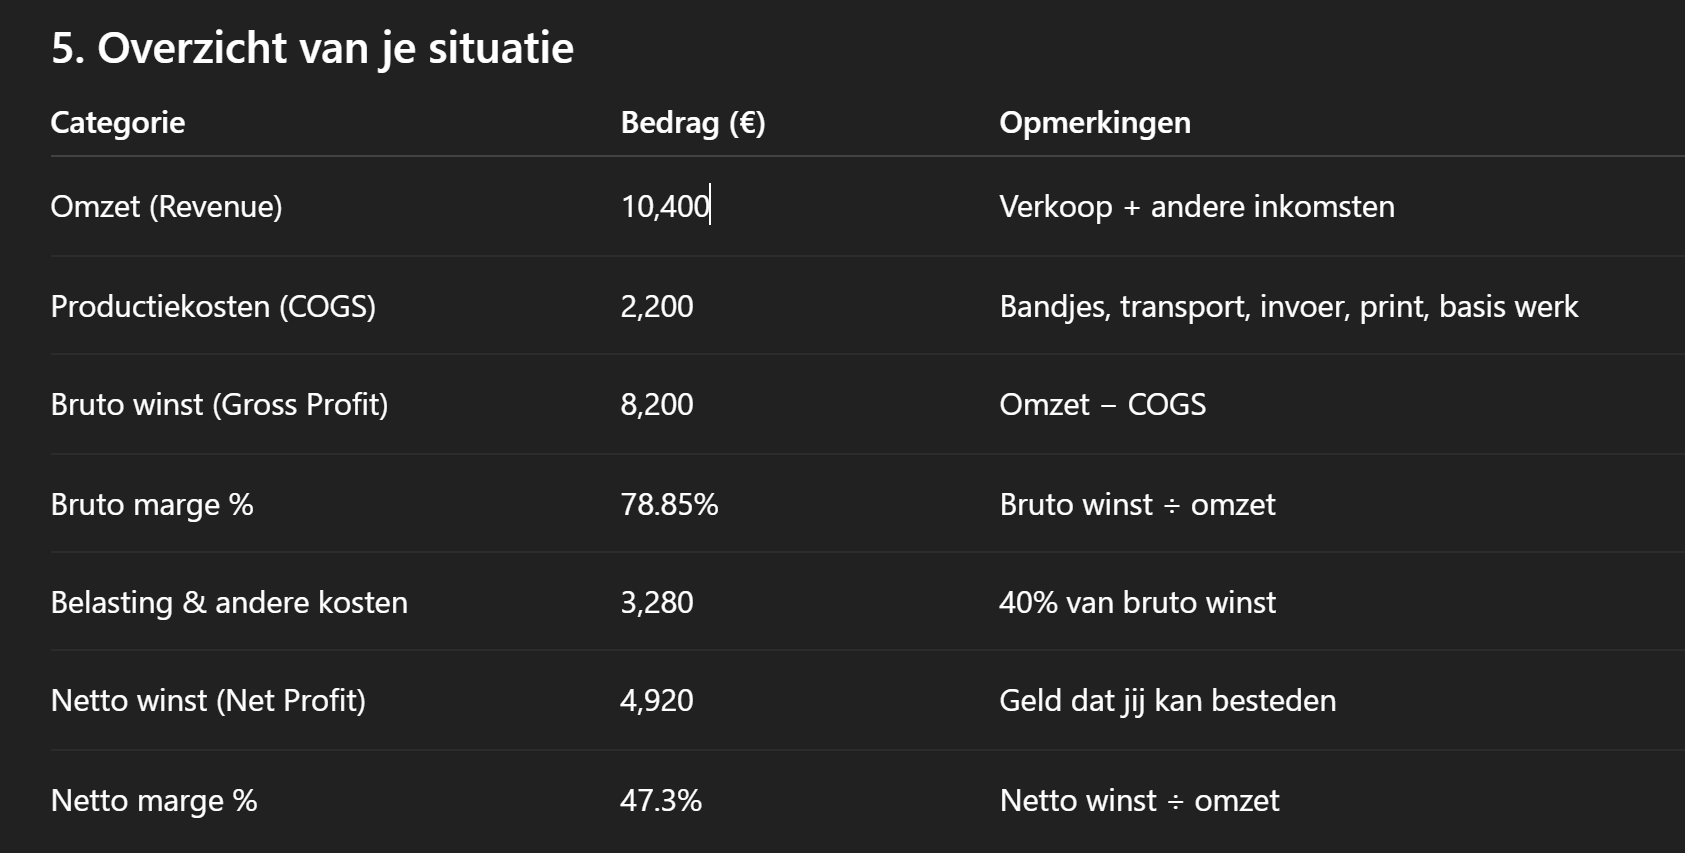 5. Overzicht van je situatie
Categorie Bedrag (€) Opmerkingen
Omzet (Revenue) 10,400 Verkoop + andere inkomsten
Productiekosten (COGS) 2,200 Bandjes, transport, invoer, print, basis werk
Bruto winst (Gross Profit) 8,200 Omzet – COGS
Bruto marge % 78.85% Bruto winst ÷ omzet
Belasting & andere kosten 3,280 40% van bruto winst
Netto winst (Net Profit) 4,920 Geld dat jij kan besteden
Netto marge % 47.3% Netto winst ÷ omzet